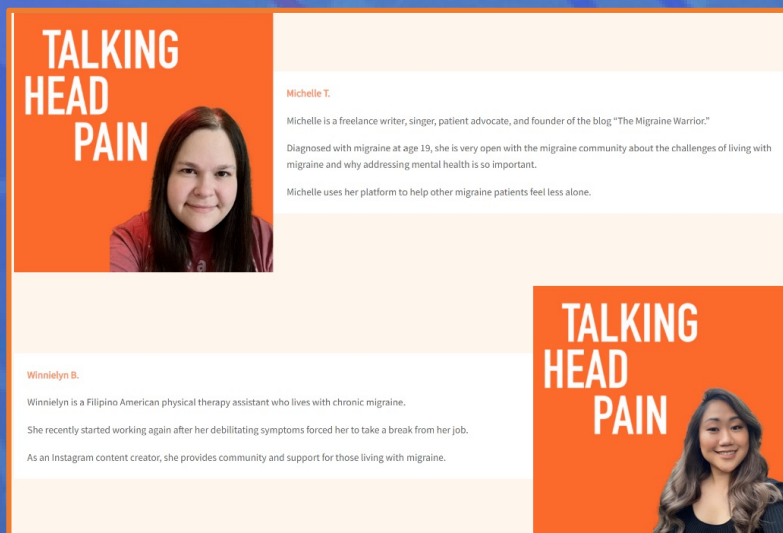 TALKING
HEAD
PAIN
Michelle T.
Michelle is a freelance writer, singer, patient advocate, and founder of the blog “The Migraine Warrior.”
Diagnosed with migraine at age 19, she is very open with the migraine community about the challenges of living with
migraine and why addressing mental health is so important.
Michelle uses her platform to help other migraine patients feel less alone.
TALKING
HEAD
PAIN
Winnielyn B.
Winnielyn is a Filipino American physical therapy assistant who lives with chronic migraine.
She recently started working again after her debilitating symptoms forced her to take a break from her job.
As an Instagram content creator, she provides community and support for those living with migraine.